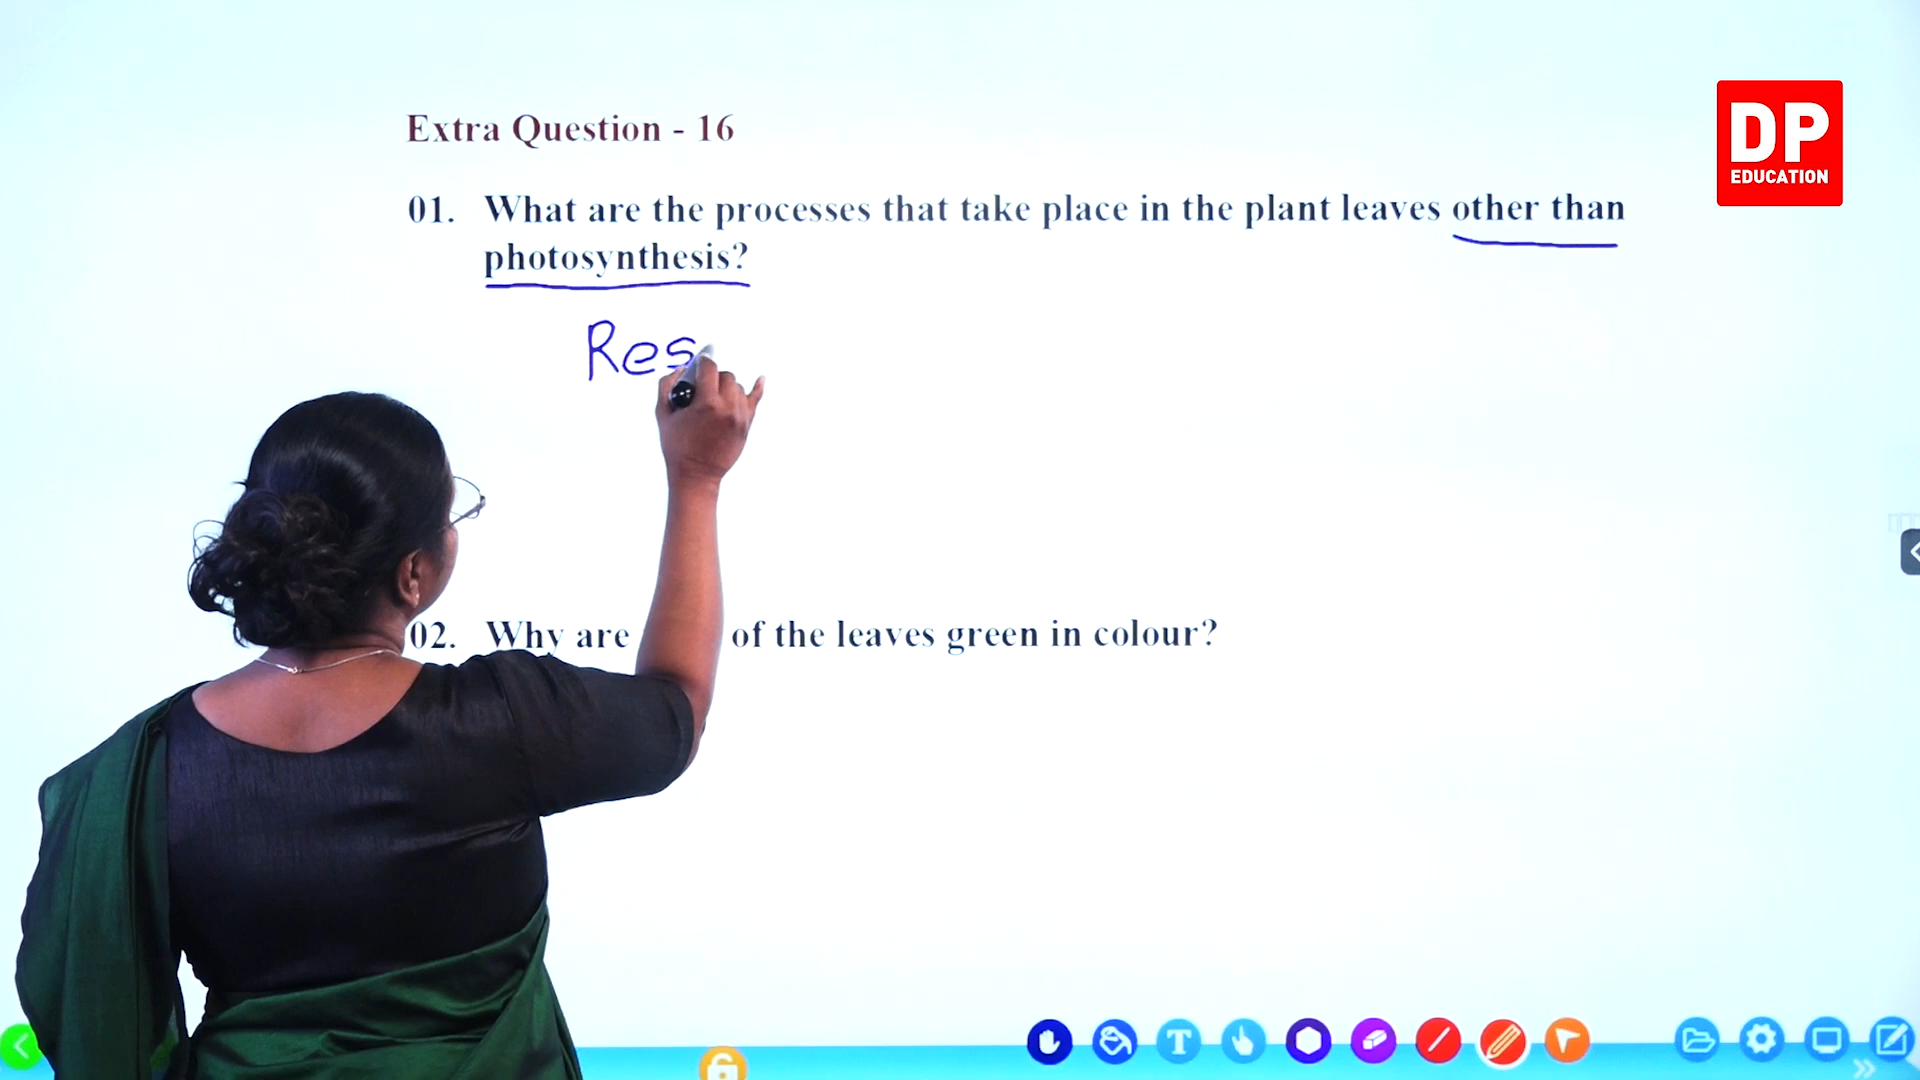 DP
EDUCATION
Extra Question - 16
01. What are the processes that take place in the plant leaves other than
photosynthesis?
Res
02. Why are of the leaves green in colour?
T